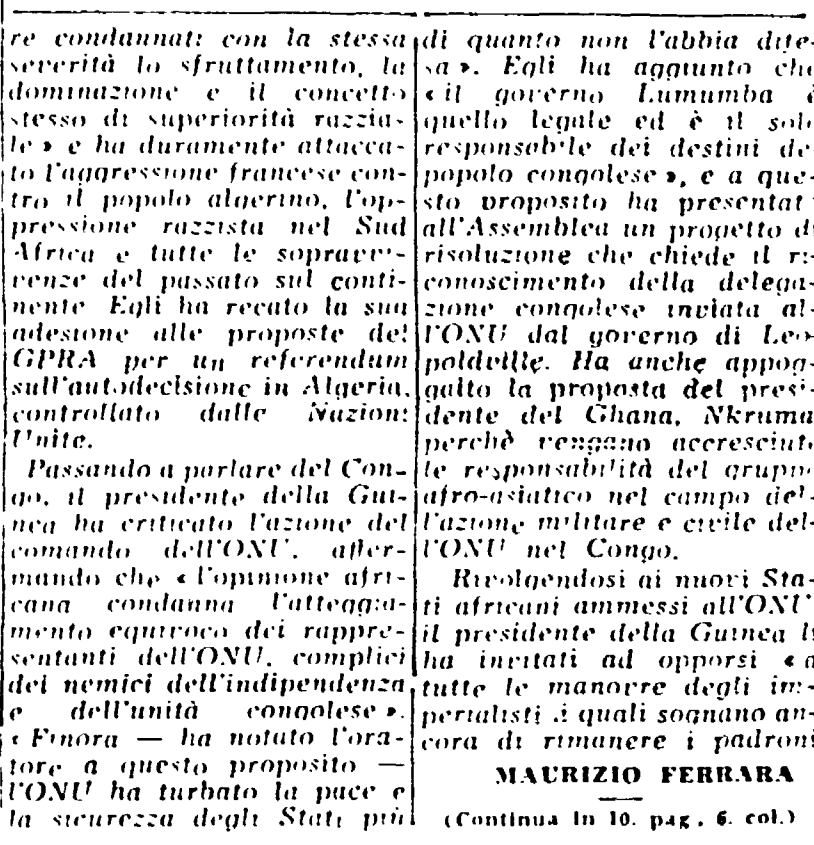 re condannati con la stessa
severità lo sfruttamento, la
dominazione e il concetto
stesso di superiorità razzia-
le » e ha duramente attacca-
to l'aggressione francese con-
tro il popolo algerino, l'op-
pressione razzista nel Sud
Africa e tutte le sopravvi-
venze del passato sul conti-
nente Egli ha recato la sua
adesione alle proposte del
GPRA per un referendum
sull'autodecisione in Algeria,
controllato dalle Nazioni
Unite.
Passando a parlare del Con-
go, il presidente della Gui-
nea ha criticato l'azione del
comando dell'ONU, affer-
mando che « l'opinione afri-
cana condanna l'atteggia-
mento equivoco dei rappre-
sentanti dell'ONU, complici
dei nemici dell'indipendenza
e dell'unità congolese ».
« Finora — ha notato l'ora-
tore a questo proposito —
l'ONU ha turbato la pace e
la sicurezza degli Stati più
di quanto non l'abbia dife-
sa ». Egli ha aggiunto che
« il governo Lumumba è
quello legale ed è il solo
responsabile dei destini de
popolo congolese », e a que-
sto proposito ha presentat
all'Assemblea un progetto di
risoluzione che chiede il ri-
conoscimento della delega-
zione congolese inviata al-
l'ONU dal governo di Leo-
poldville. Ha anche appog-
gaito la proposta del presi-
dente del Ghana, Nkruma
perchè vengano accresciute
le responsabilità del gruppo
afro-asiatico nel campo del-
l'azione militare e civile del-
l'ONU nel Congo.
Rivolgendosi ai nuovi Sta-
ti africani ammessi all'ONU
il presidente della Guinea li
ha invitati ad opporsi « a
tutte le manovre degli im-
perialisti i quali sognano an-
cora di rimanere i padroni
MAURIZIO FERRARA
(Continua in 10. pag. 6. col.)